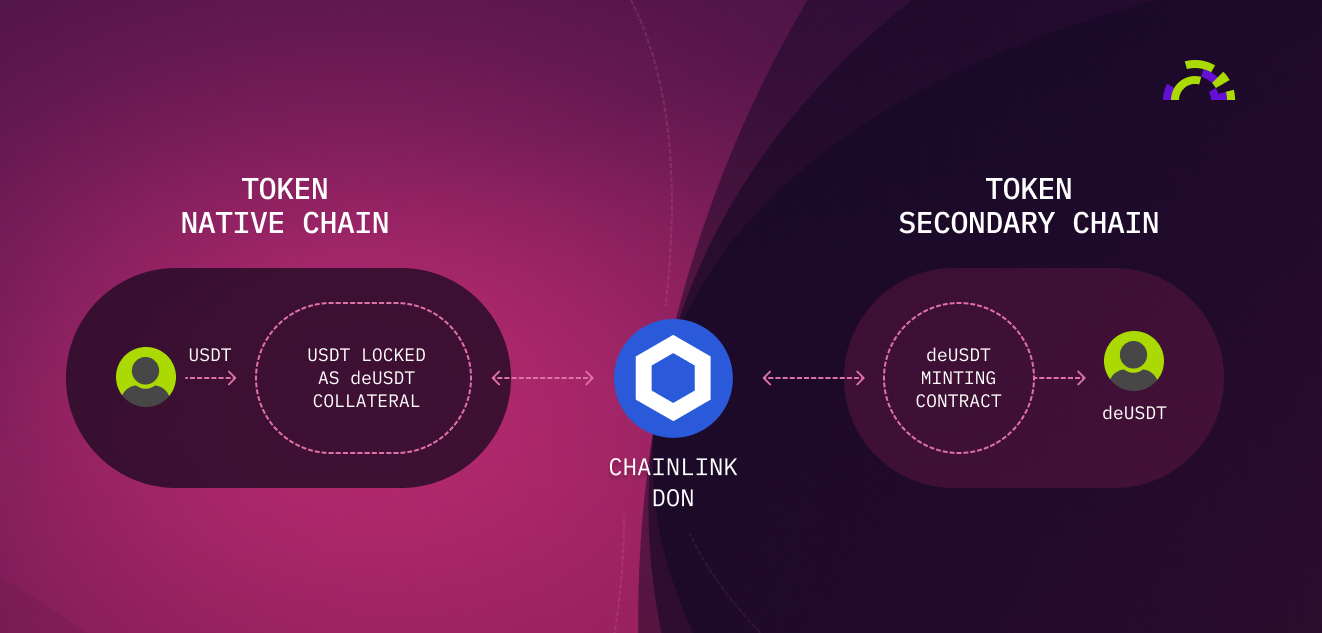 TOKEN
NATIVE CHAIN
USDT
USDT LOCKED
AS deUSDT
COLLATERAL
CHAINLINK
DON
TOKEN
SECONDARY CHAIN
deUSDT
MINTING
CONTRACT
deUSDT